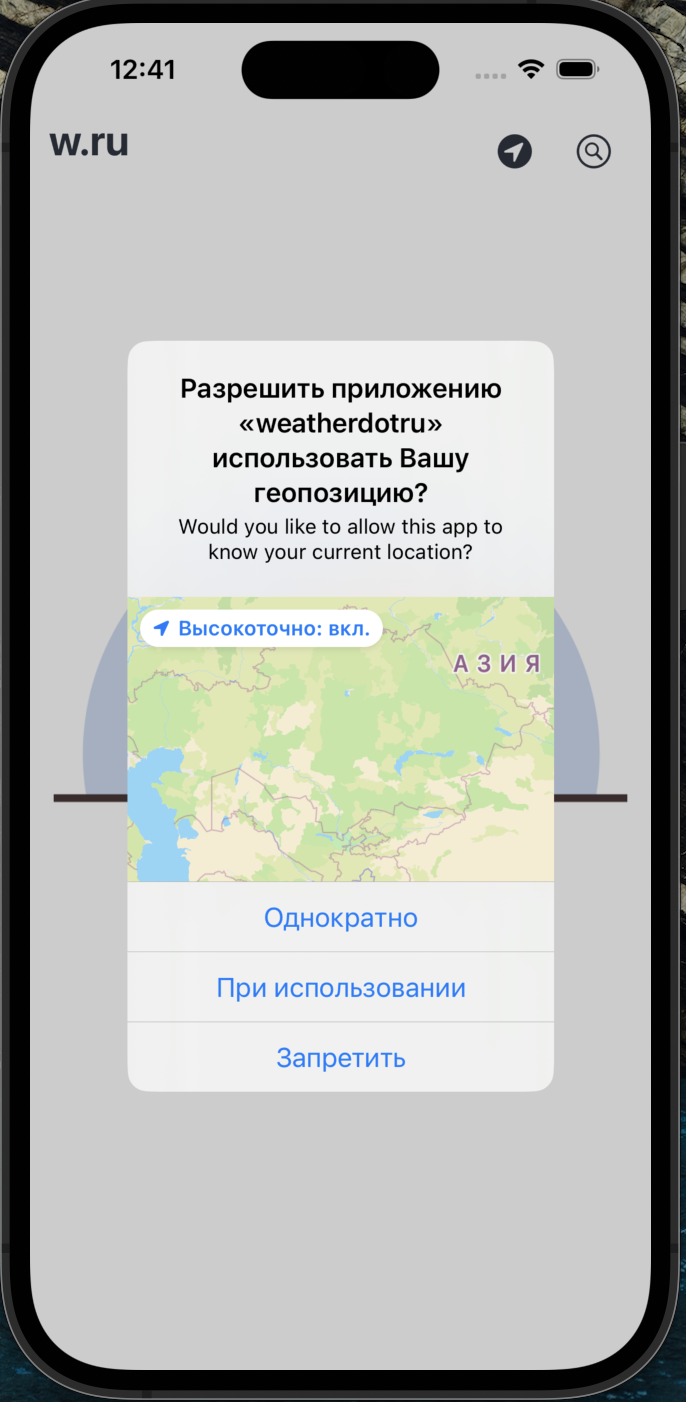 12:41
w.ru
Разрешить приложению
«weatherdotru»
использовать Вашу
геопозицию?
Would you like to allow this app to
know your current location?
Высокоточно: вкл.
АЗИЯ
Однократно
При использовании
Запретить